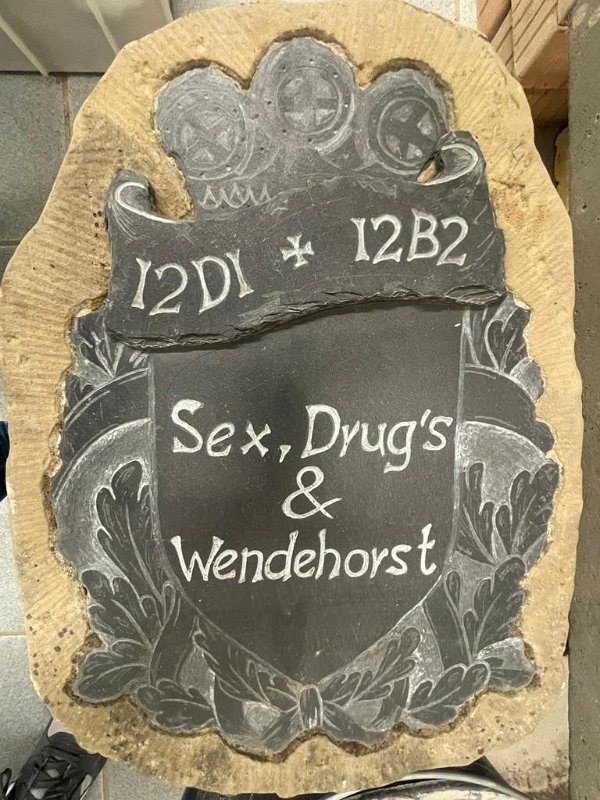 12D1 ✠ 12B2
Sex, Drug's
&
Wendehorst